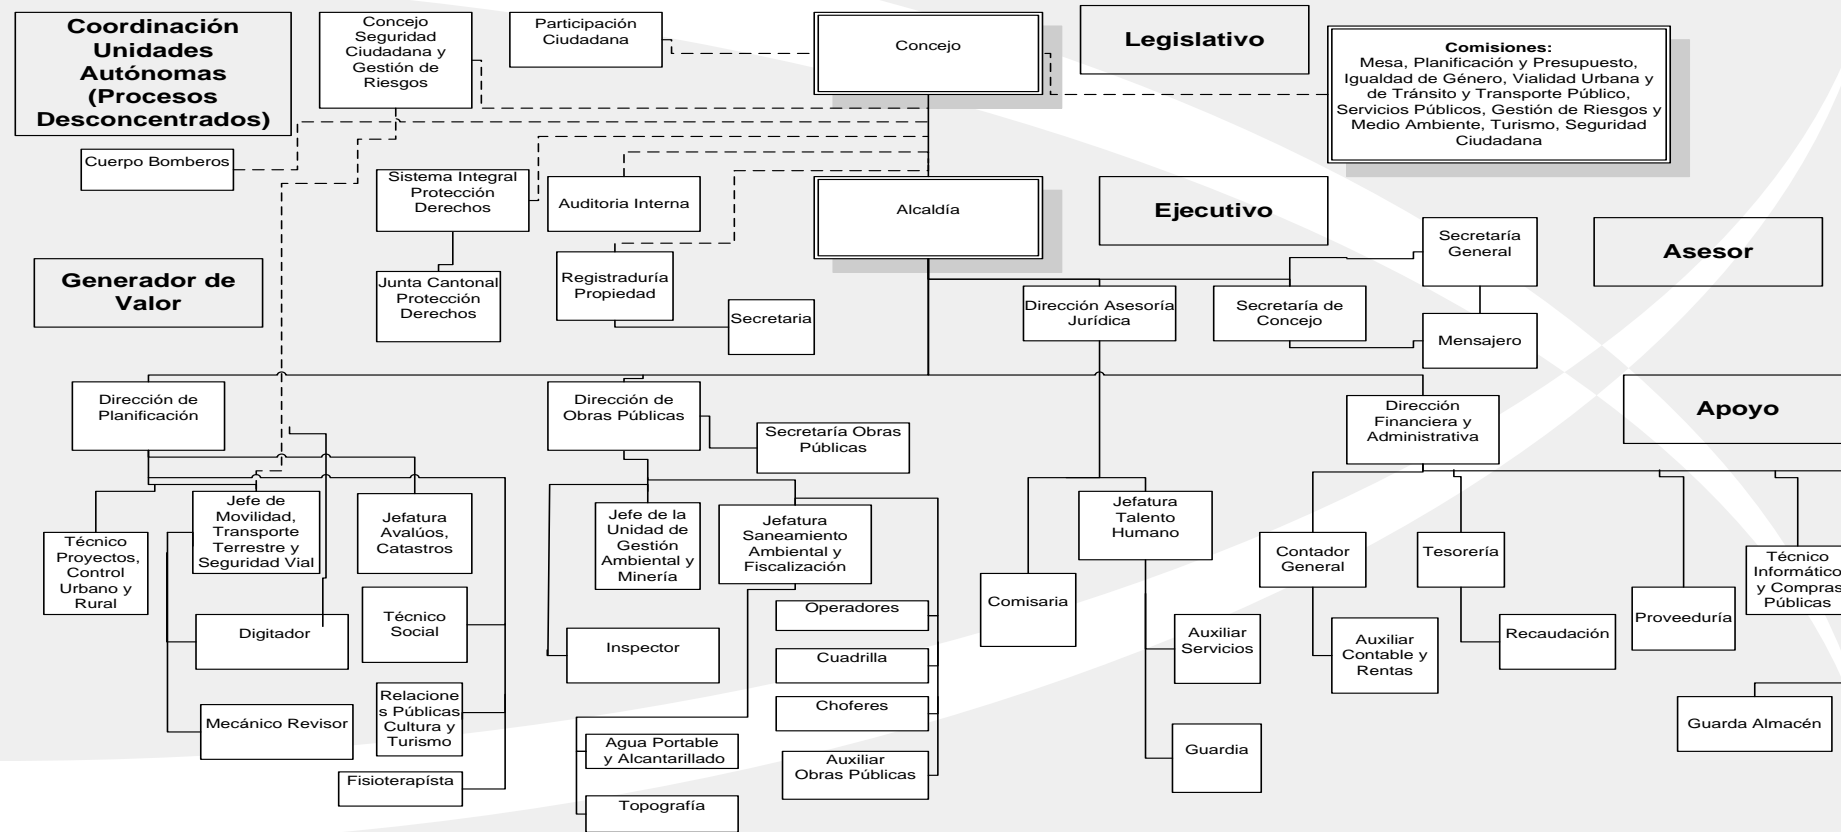 Coordinación
Unidades
Autónomas
(Procesos
Desconcentrados)
Concejo
Seguridad
Ciudadana y
Gestión de
Riesgos
Participación
Ciudadana
Concejo
Legislativo
Comisiones:
Mesa, Planificación y Presupuesto,
Igualdad de Género, Vialidad Urbana y
de Tránsito y Transporte Público,
Servicios Públicos, Gestión de Riesgos y
Medio Ambiente, Turismo, Seguridad
Ciudadana
Cuerpo Bomberos
Sistema Integral
Protección
Derechos
Auditoria Interna
Alcaldía
Ejecutivo
Secretaría
General
Asesor
Generador de
Valor
Junta Cantonal
Protección
Derechos
Registraduría
Propiedad
Secretaria
Dirección Asesoría
Jurídica
Secretaría de
Concejo
Mensajero
Dirección de
Planificación
Dirección de
Obras Públicas
Secretaría Obras
Públicas
Dirección
Financiera y
Administrativa
Apoyo
Técnico
Proyectos,
Control
Urbano y
Rural
Jefe de
Movilidad,
Transporte
Terrestre y
Seguridad Vial
Jefatura
Avalúos,
Catastros
Jefe de la
Unidad de
Gestión
Ambiental y
Minería
Jefatura
Saneamiento
Ambiental y
Fiscalización
Jefatura
Talento
Humano
Contador
General
Tesorería
Técnico
Informático
y Compras
Públicas
Digitador
Técnico
Social
Inspector
Operadores
Comisaria
Auxiliar
Servicios
Auxiliar
Contable y
Rentas
Recaudación
Proveeduría
Mecánico Revisor
Relacione
s Públicas
Cultura y
Turismo
Cuadrilla
Choferes
Guarda Almacén
Fisioterapísta
Agua Portable
y Alcantarillado
Auxiliar
Obras Públicas
Guardia
Topografía